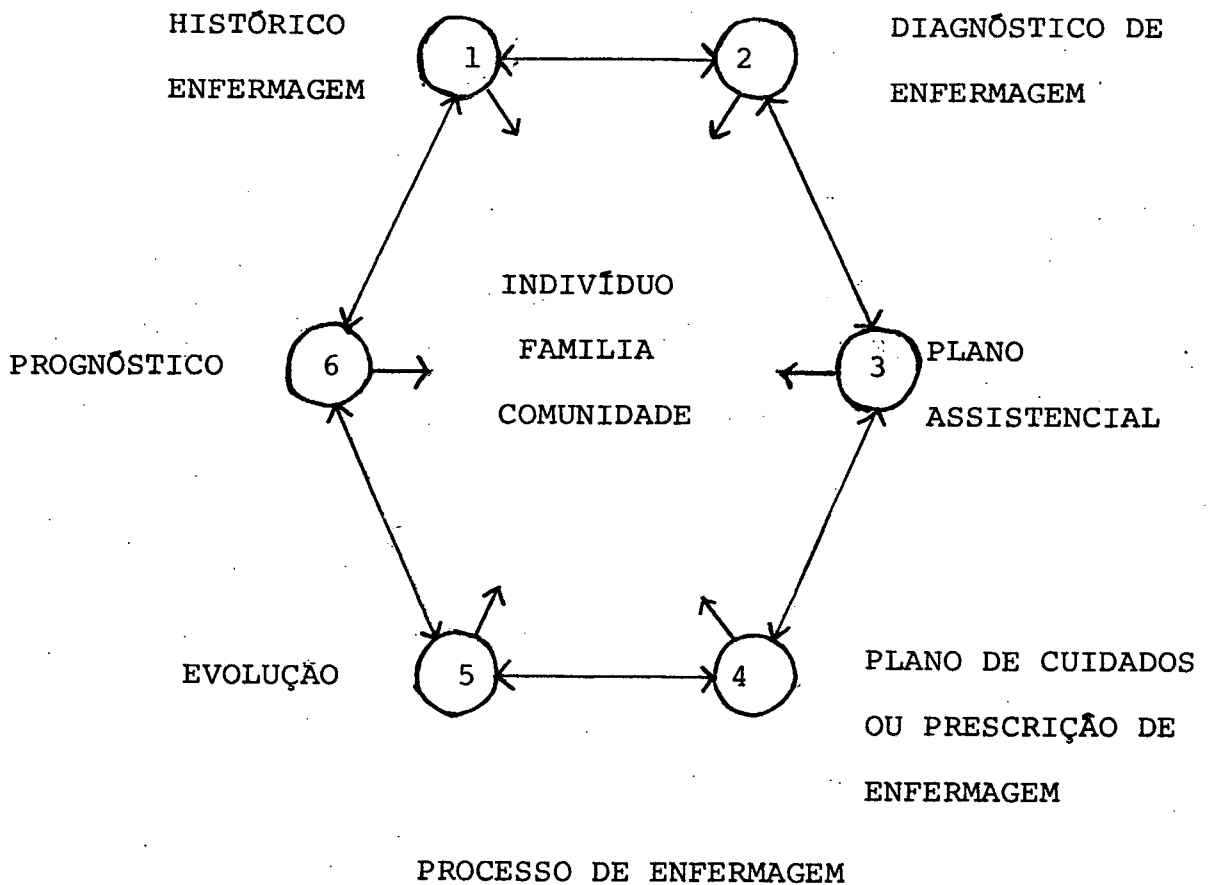 HISTÓRICO
ENFERMAGEM
1
2
DIAGNÓSTICO DE
ENFERMAGEM
INDIVÍDUO
FAMILIA
COMUNIDADE
PROGNÓSTICO
6
3
PLANO
ASSISTENCIAL
EVOLUÇÃO
5
4
PLANO DE CUIDADOS
OU PRESCRIÇÃO DE
ENFERMAGEM
PROCESSO DE ENFERMAGEM